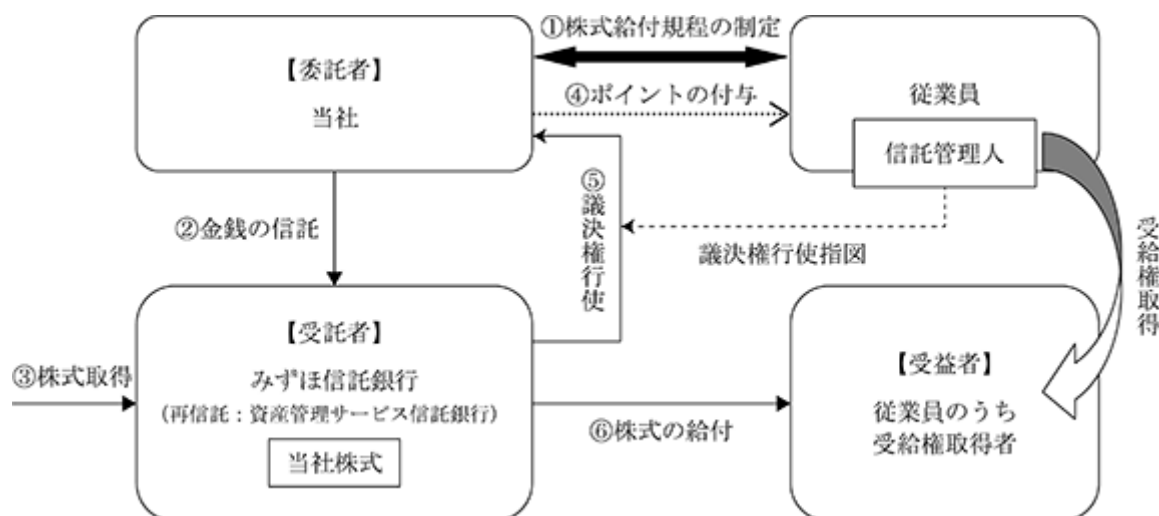 ①株式給付規程の制定
【委託者】
当社
④ポイントの付与
従業員
信託管理人
②金銭の信託
⑤議決権行使
議決権行使指図
受給権取得
③株式取得
【受託者】
みずほ信託銀行
(再信託：資産管理サービス信託銀行)
当社株式
⑥株式の給付
【受益者】
従業員のうち
受給権取得者